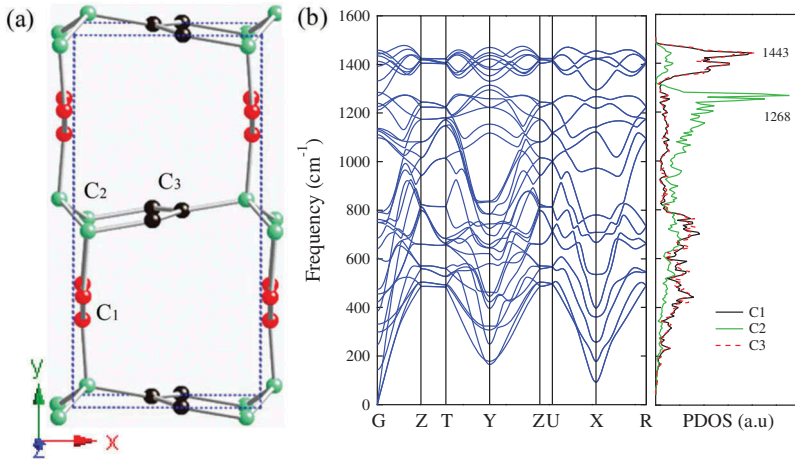 (a)
C2
C3
C1
y
z
x
(b)
Frequency (cm⁻¹)
1600
1400
1200
1000
800
600
400
200
0
G Z T Y Z U X R
1443
1268
C1
C2
C3
PDOS (a.u)